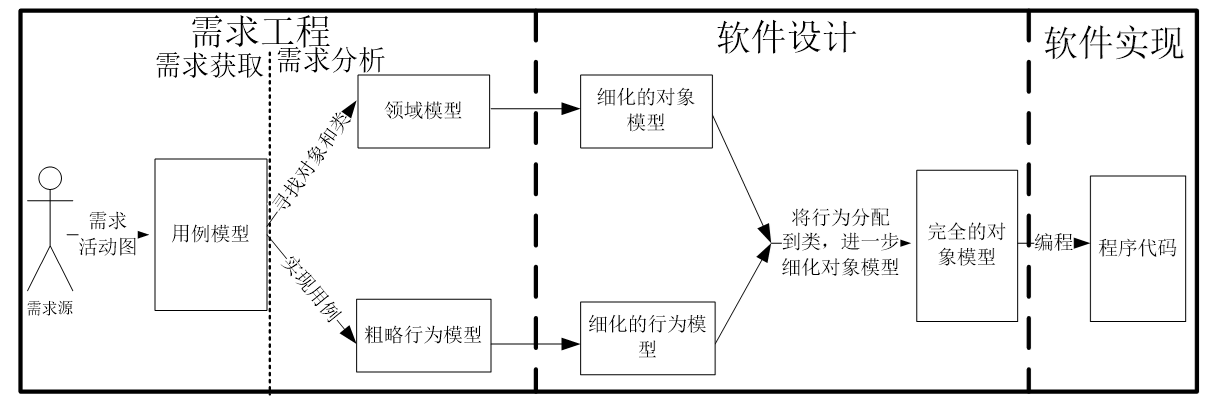 需求工程
需求获取
需求分析
软件设计
软件实现
需求源
需求
活动图
用例模型
寻找对象和类
实现用例
领域模型
粗略行为模型
细化的对象
模型
细化的行为模
型
将行为分配
到类，进一步
细化对象模型
完全的对
象模型
编程
程序代码